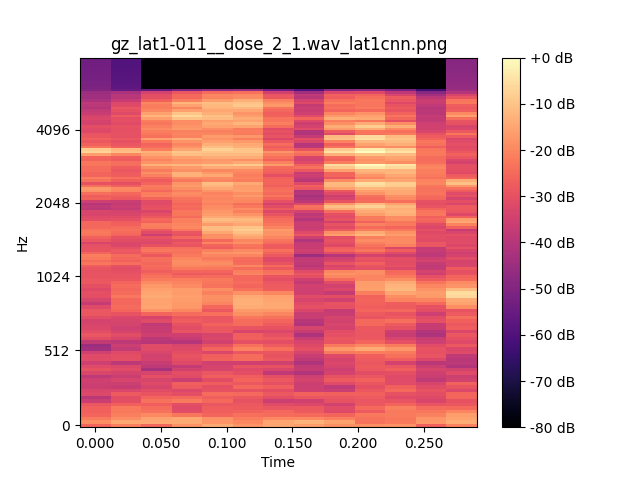 gz_lat1-011__dose_2_1.wav_lat1cnn.png
+0 dB
-10 dB
-20 dB
-30 dB
-40 dB
-50 dB
-60 dB
-70 dB
-80 dB
4096
2048
1024
512
0
Hz
0.000 0.050 0.100 0.150 0.200 0.250
Time